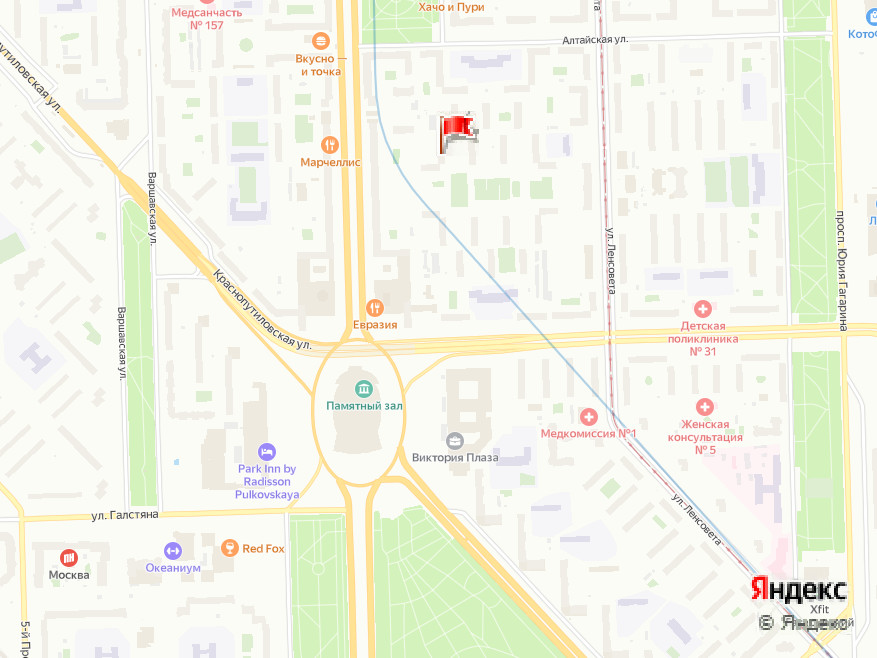 Медсанчасть
№ 157
Хачо и Пури
Вкусно —
и точка
Алтайская ул.
Марчеллис
Варшавская ул.
ул. Ленсовета
просп. Юрия Гагарина
Краснопутиловская ул.
Евразия
Детская
поликлиника
№ 31
Варшавская ул.
Памятный зал
Женская
консультация
№ 5
Медкомиссия №1
Виктория Плаза
Park Inn by
Radisson
Pulkovskaya
ул. Галстяна
ул. Ленсовета
Red Fox
Москва
Океаниум
Яндекс
Xfit
© Яндекс